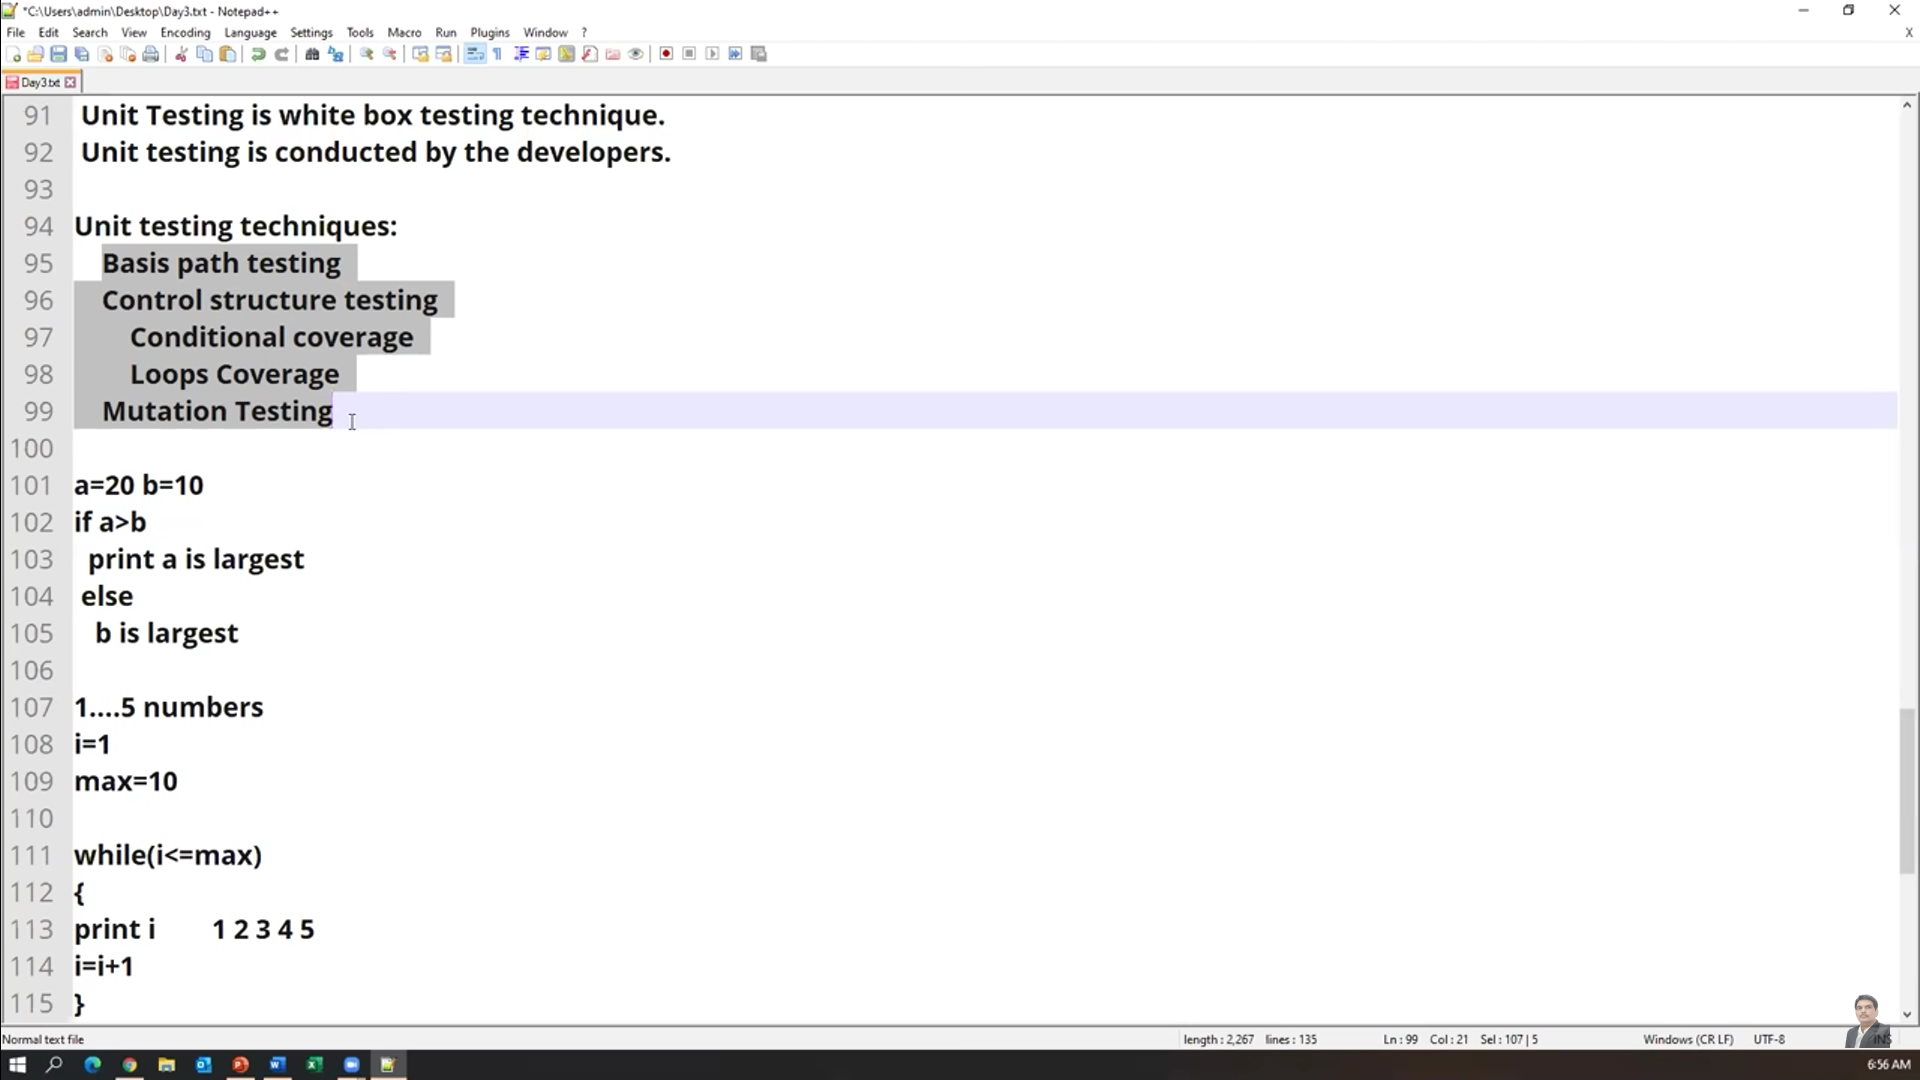 *C:\Users\admin\Desktop\Day3.txt - Notepad++
File Edit Search View Encoding Language Settings Tools Macro Run Plugins Window ? X
Day3.txt
91 Unit Testing is white box testing technique.
92 Unit testing is conducted by the developers.
93
94 Unit testing techniques:
95 Basis path testing
96 Control structure testing
97 Conditional coverage
98 Loops Coverage
99 Mutation Testing
100
101 a=20 b=10
102 if a>b
103 print a is largest
104 else
105 b is largest
106
107 1....5 numbers
108 i=1
109 max=10
110
111 while(i<=max)
112 {
113 print i 1 2 3 4 5
114 i=i+1
115 }
Normal text file length : 2,267 lines : 135 Ln : 99 Col : 21 Sel : 107 | 5 Windows (CR LF) UTF-8 INS
6:56 AM